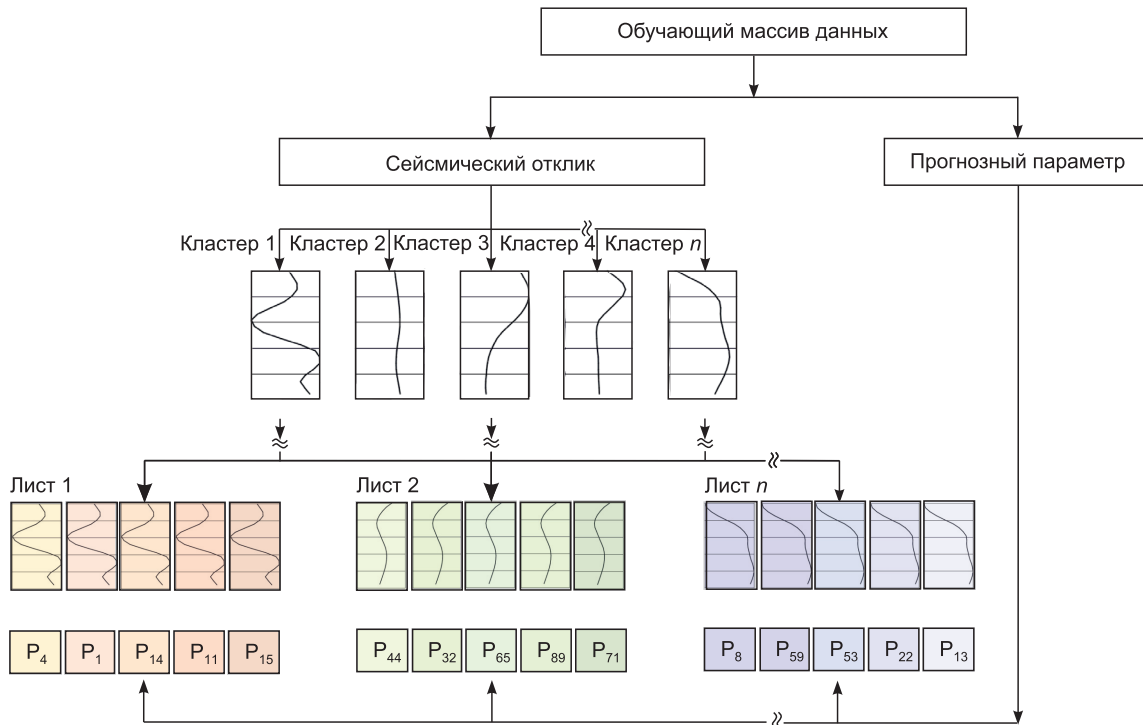 Обучающий массив данных
Сейсмический отклик
Прогнозный параметр
Кластер 1 Кластер 2 Кластер 3 Кластер 4 Кластер n
Лист 1 Лист 2 Лист n
P4 P1 P14 P11 P15 P44 P32 P65 P89 P71 P8 P59 P53 P22 P13